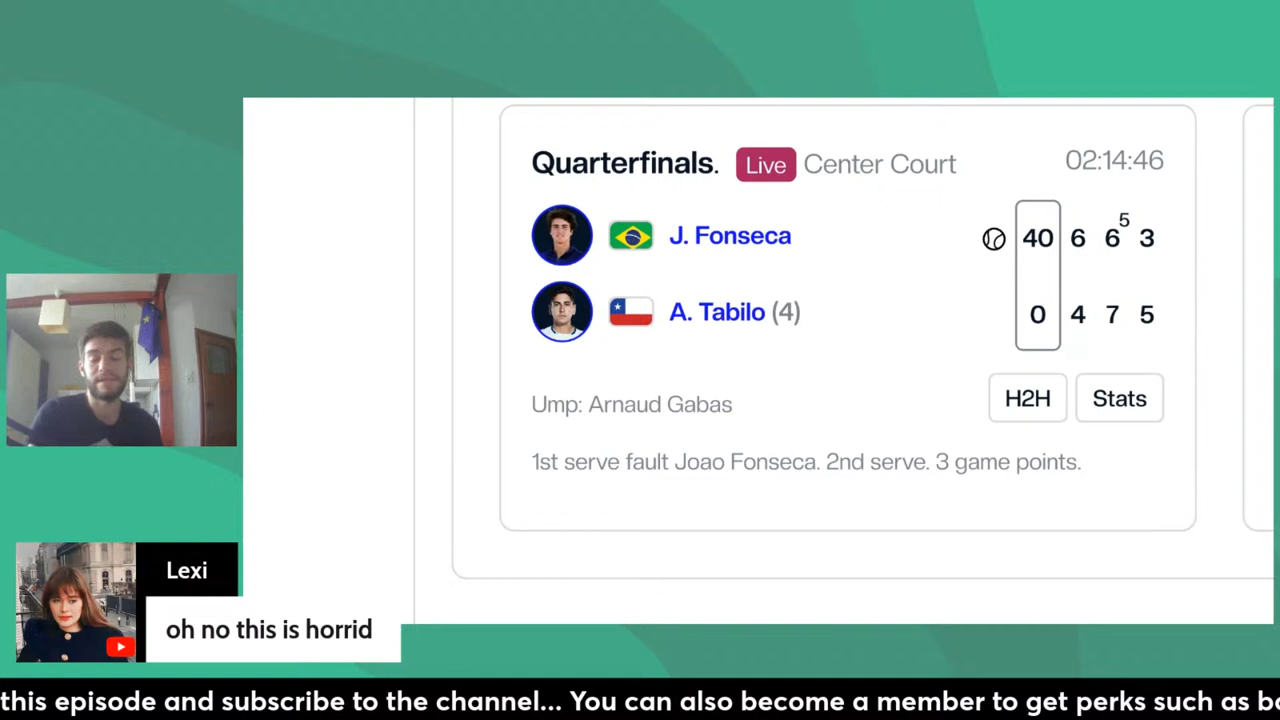 Quarterfinals. Live Center Court 02:14:46
J. Fonseca 40 6 6 5 3
A. Tabilo (4) 0 4 7 5
H2H Stats
Ump: Arnaud Gabas
1st serve fault Joao Fonseca. 2nd serve. 3 game points.
Lexi
oh no this is horrid
this episode and subscribe to the channel... You can also become a member to get perks such as